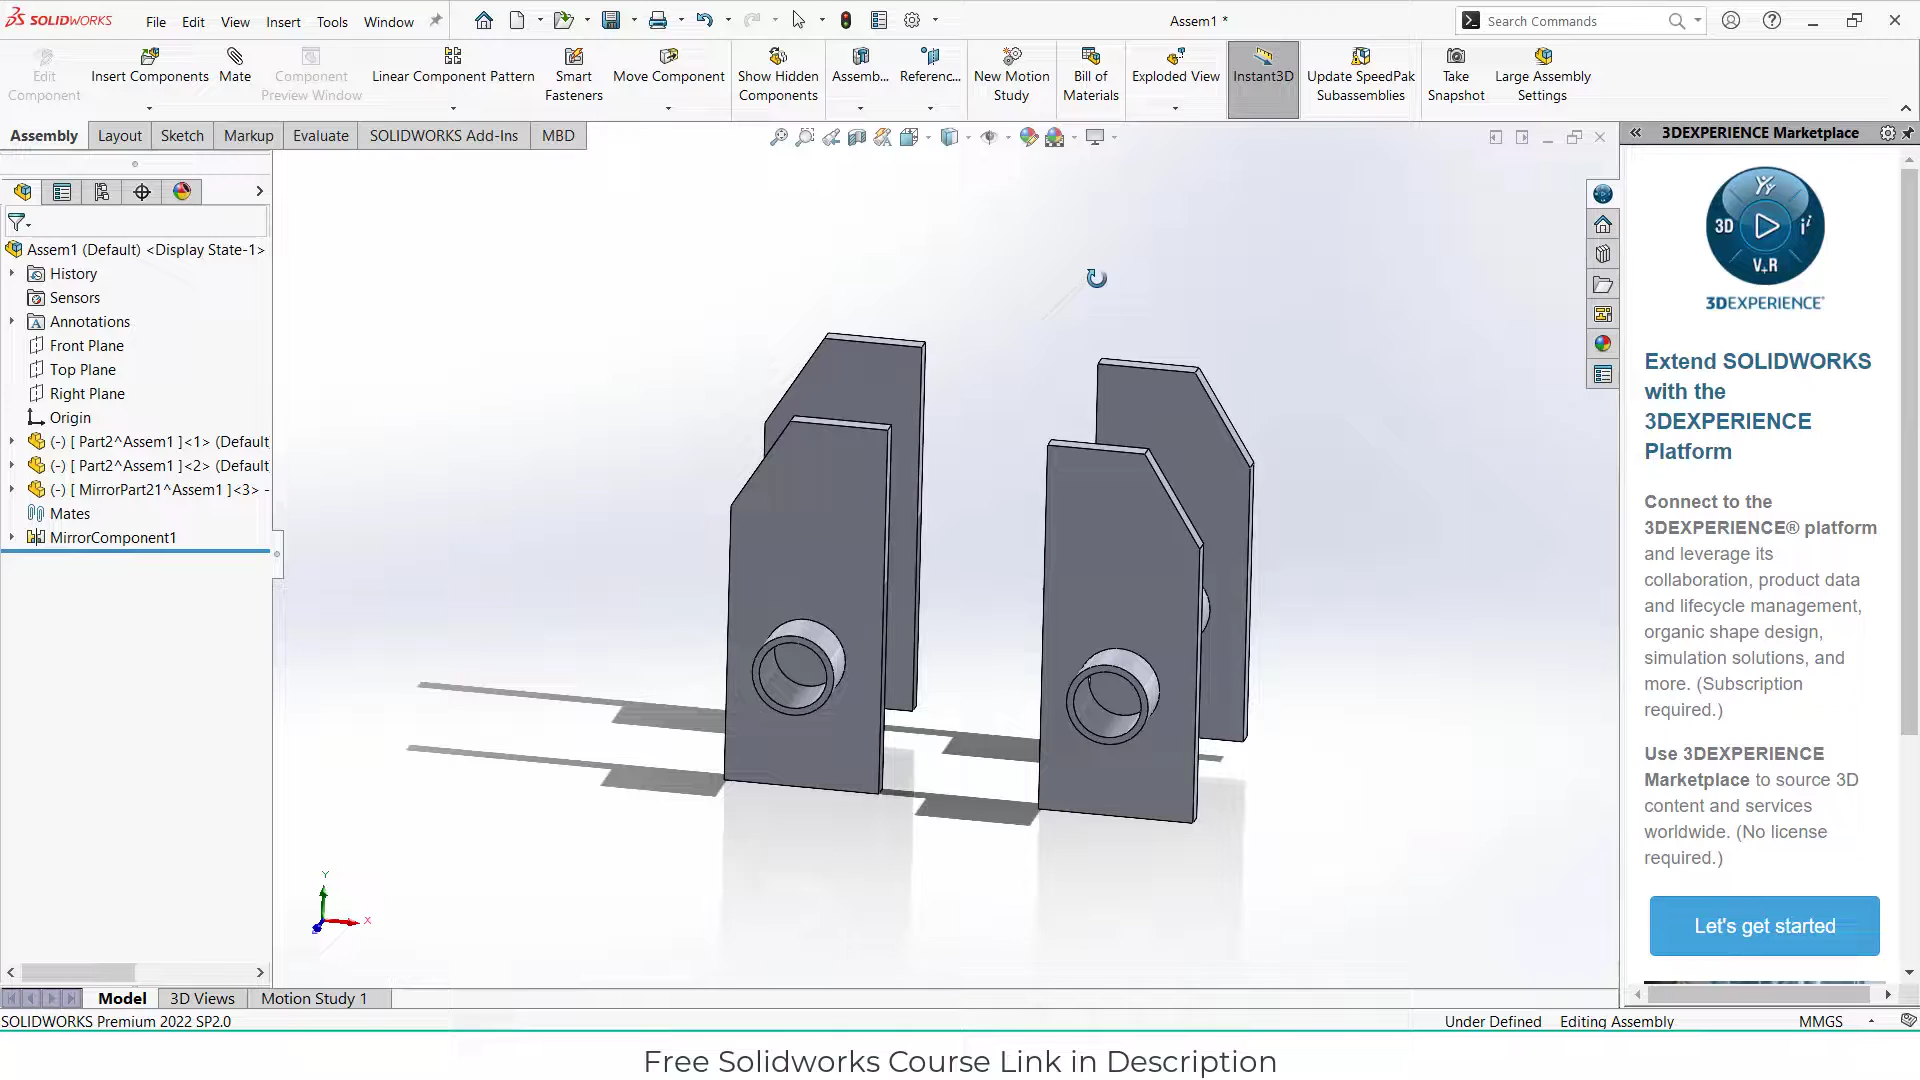 SOLIDWORKS File Edit View Insert Tools Window Assem1 * Search Commands
Edit Component
Insert Components
Mate
Component Preview Window
Linear Component Pattern
Smart Fasteners
Move Component
Show Hidden Components
Assemb...
Referenc...
New Motion Study
Bill of Materials
Exploded View
Instant3D
Update SpeedPak Subassemblies
Take Snapshot
Large Assembly Settings
Assembly Layout Sketch Markup Evaluate SOLIDWORKS Add-Ins MBD
Assem1 (Default) <Display State-1>
History
Sensors
Annotations
Front Plane
Top Plane
Right Plane
Origin
(-) [ Part2^Assem1 ]<1> (Default
(-) [ Part2^Assem1 ]<2> (Default
(-) [ MirrorPart21^Assem1 ]<3> -
Mates
MirrorComponent1
Y
X
3DEXPERIENCE Marketplace
3D
V+R
3DEXPERIENCE
Extend SOLIDWORKS
with the
3DEXPERIENCE
Platform
Connect to the
3DEXPERIENCE® platform
and leverage its
collaboration, product data
and lifecycle management,
organic shape design,
simulation solutions, and
more. (Subscription
required.)
Use 3DEXPERIENCE
Marketplace to source 3D
content and services
worldwide. (No license
required.)
Let's get started
Model 3D Views Motion Study 1
SOLIDWORKS Premium 2022 SP2.0 Under Defined Editing Assembly MMGS
Free Solidworks Course Link in Description